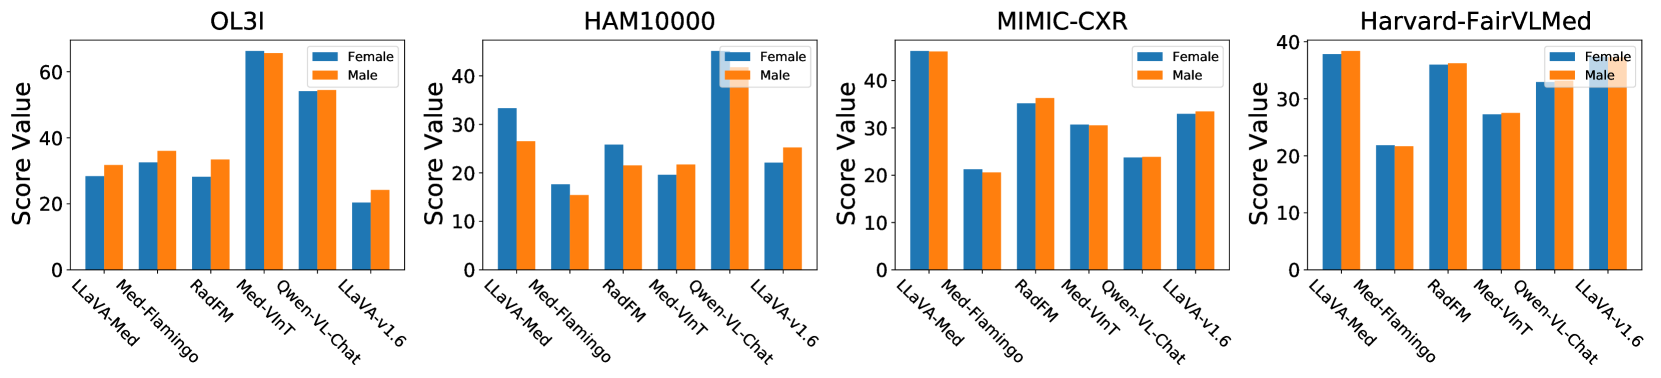 OL3I
Score Value
60
40
20
0
Female
Male
LLaVA-Med
Med-Flamingo
RadFM
Med-VInT
Qwen-VL-Chat
LLaVA-v1.6
HAM10000
Score Value
40
30
20
10
0
Female
Male
LLaVA-Med
Med-Flamingo
RadFM
Med-VInT
Qwen-VL-Chat
LLaVA-v1.6
MIMIC-CXR
Score Value
40
30
20
10
0
Female
Male
LLaVA-Med
Med-Flamingo
RadFM
Med-VInT
Qwen-VL-Chat
LLaVA-v1.6
Harvard-FairVLMed
Score Value
40
30
20
10
0
Female
Male
LLaVA-Med
Med-Flamingo
RadFM
Med-VInT
Qwen-VL-Chat
LLaVA-v1.6